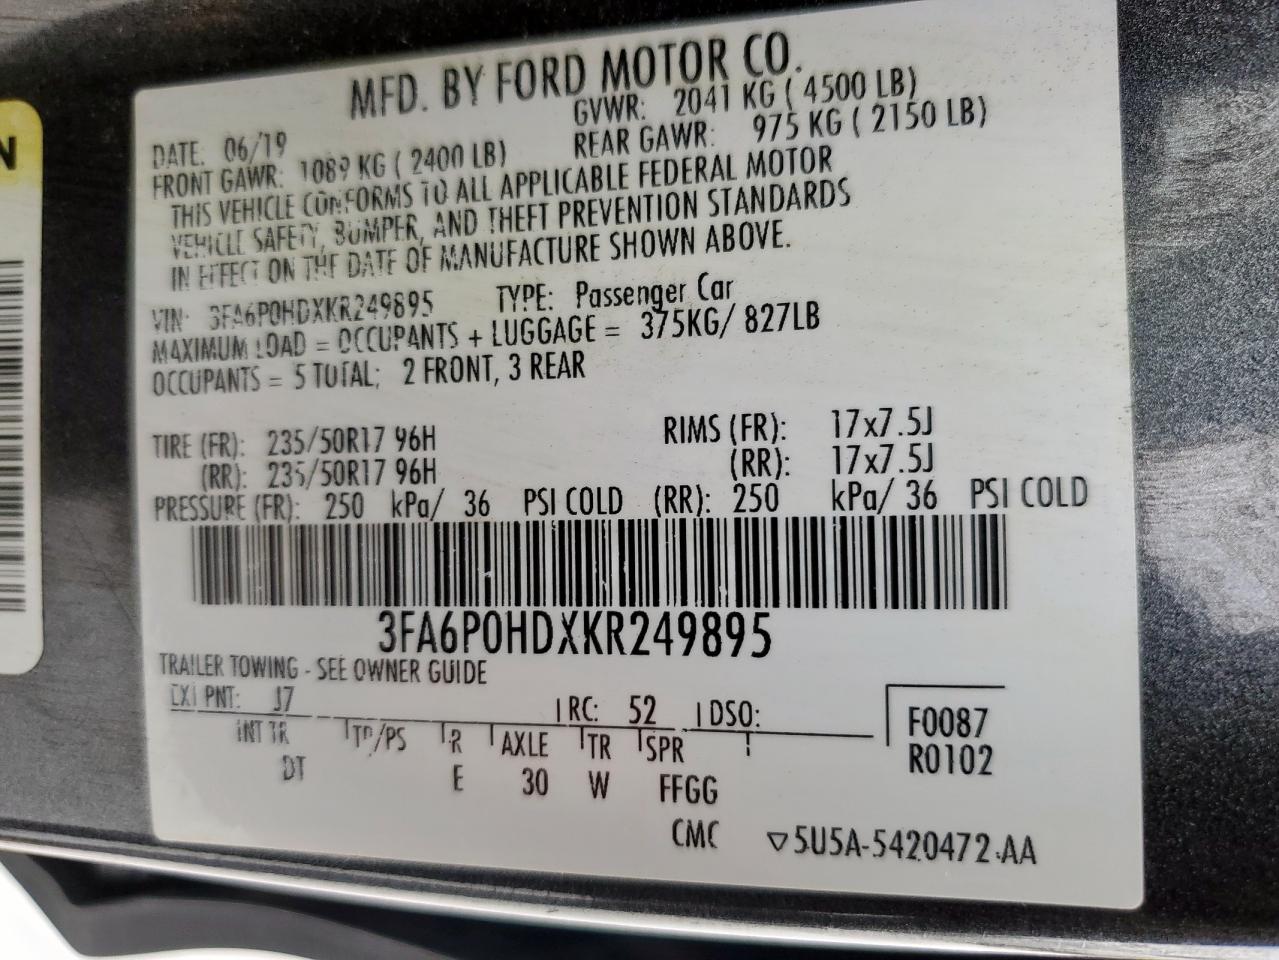 N
MFD. BY FORD MOTOR CO.
DATE: 06/19 GVWR: 2041 KG ( 4500 LB)
FRONT GAWR: 1089 KG ( 2400 LB) REAR GAWR: 975 KG ( 2150 LB)
THIS VEHICLE CONFORMS TO ALL APPLICABLE FEDERAL MOTOR
VEHICLE SAFETY, BUMPER, AND THEFT PREVENTION STANDARDS
IN EFFECT ON THE DATE OF MANUFACTURE SHOWN ABOVE.
VIN: 3FA6P0HDXKR249895 TYPE: Passenger Car
MAXIMUM LOAD = OCCUPANTS + LUGGAGE = 375KG/ 827LB
OCCUPANTS = 5 TOTAL; 2 FRONT, 3 REAR
TIRE (FR): 235/50R17 96H RIMS (FR): 17x7.5J
(RR): 235/50R17 96H (RR): 17x7.5J
PRESSURE (FR): 250 kPa/ 36 PSI COLD (RR): 250 kPa/ 36 PSI COLD
3FA6P0HDXKR249895
TRAILER TOWING - SEE OWNER GUIDE
EXT PNT: J7 RC: 52 DSO: F0087
INT TR TP/PS R AXLE TR SPR R0102
DT E 30 W FFGG
CMC ▽5U5A-5420472-AA